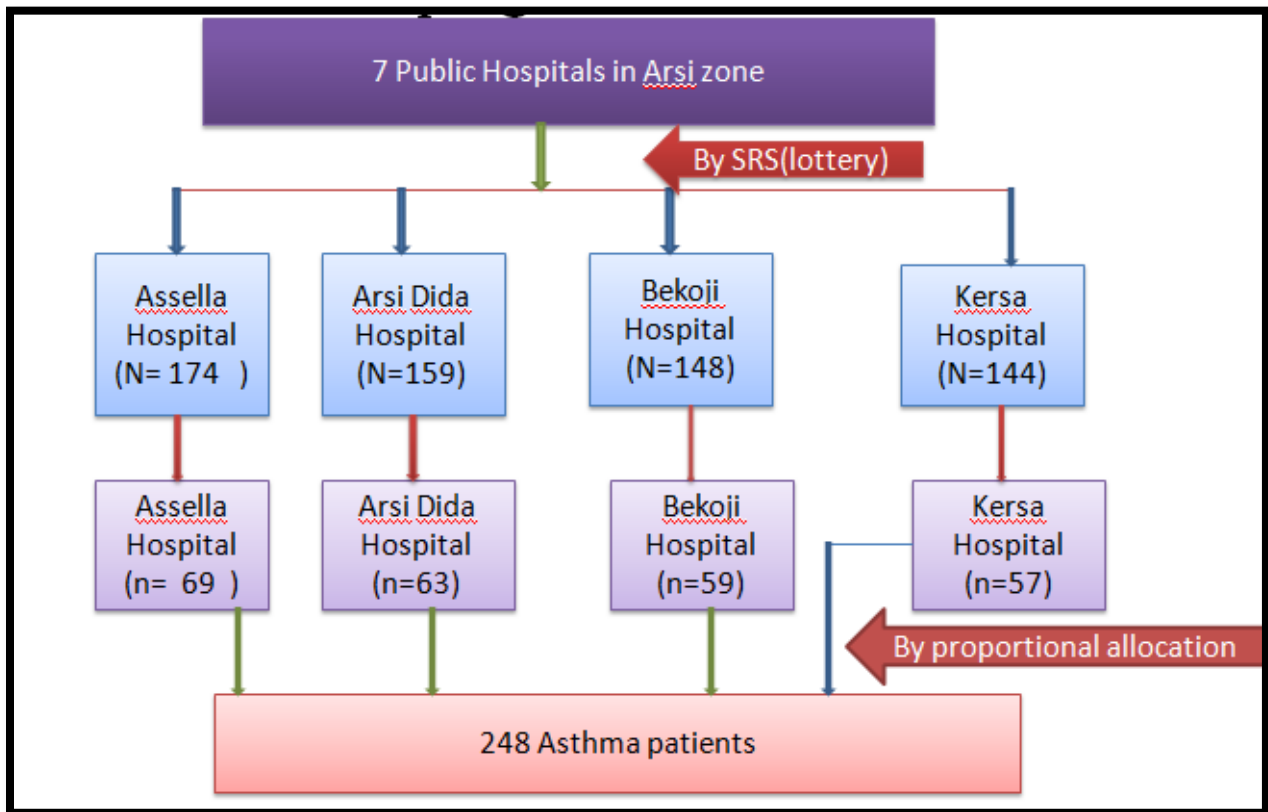 7 Public Hospitals in Arsi zone
By SRS(lottery)
Assella
Hospital
(N= 174 )
Arsi Dida
Hospital
(N=159)
Bekoji
Hospital
(N=148)
Kersa
Hospital
(N=144)
Assella
Hospital
(n= 69 )
Arsi Dida
Hospital
(n=63)
Bekoji
Hospital
(n=59)
Kersa
Hospital
(n=57)
By proportional allocation
248 Asthma patients